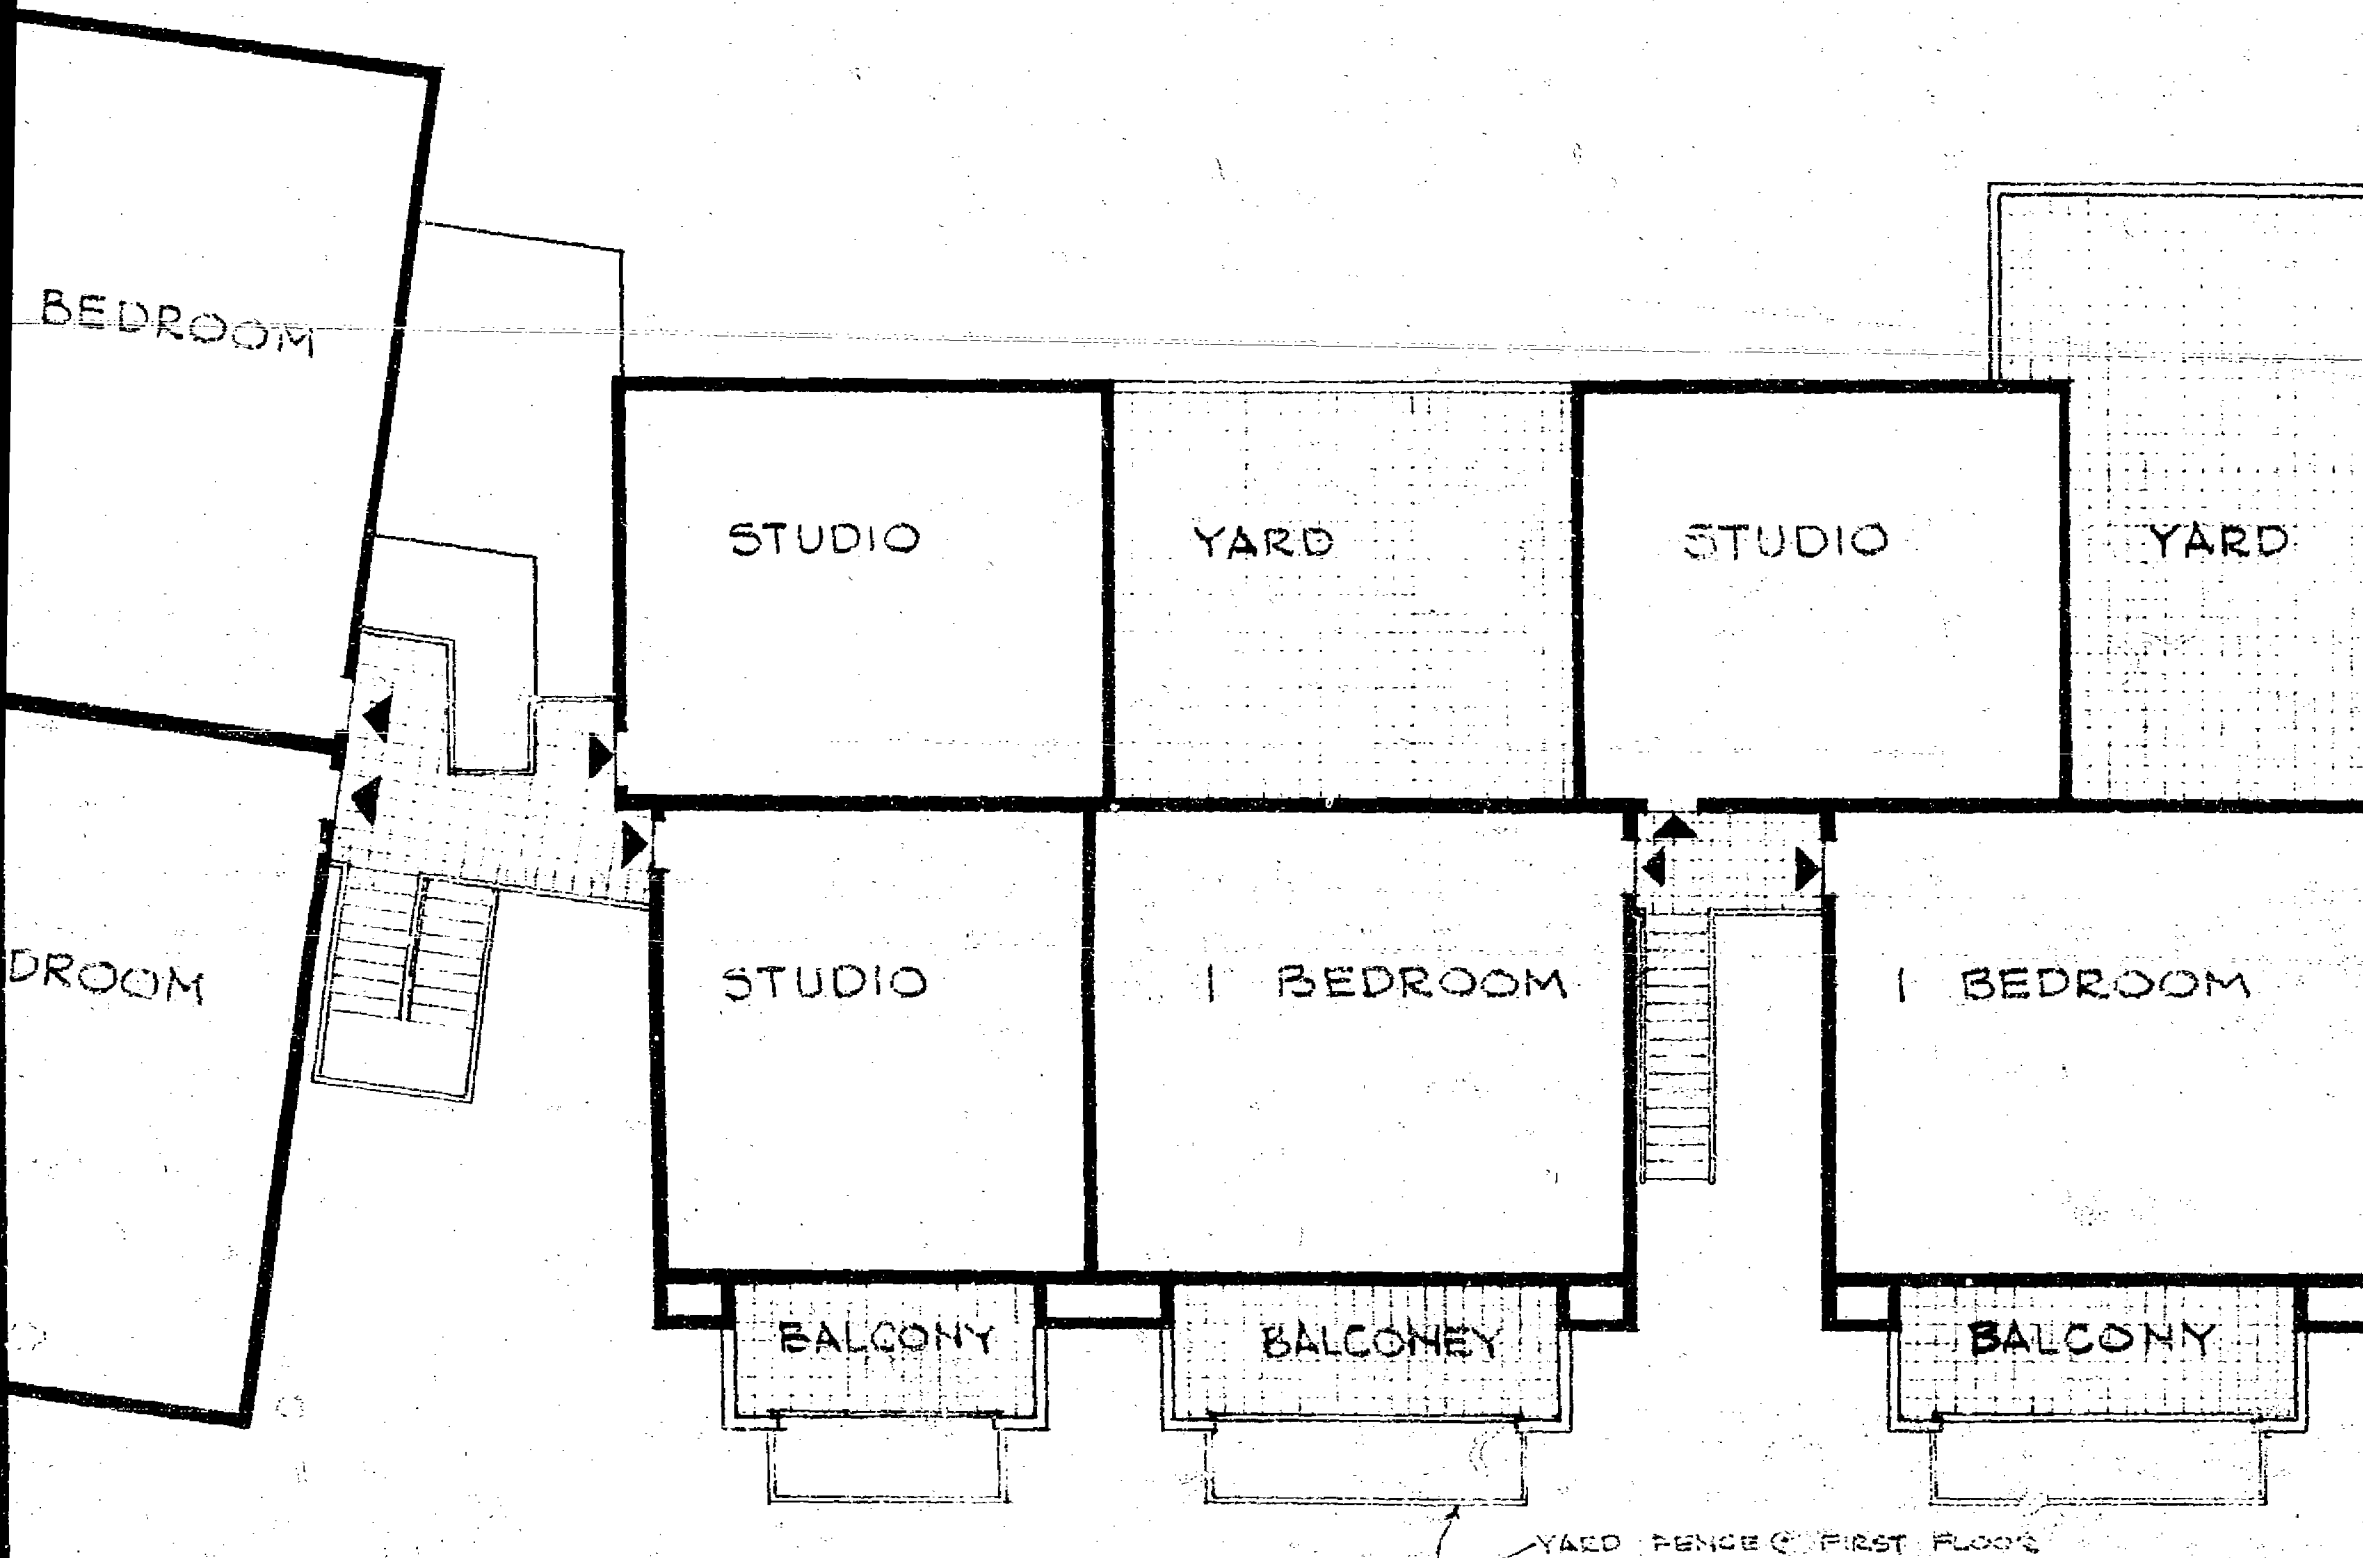 BEDROOM
STUDIO
YARD
STUDIO
YARD
DROOM
STUDIO
1 BEDROOM
1 BEDROOM
BALCONY
BALCONEY
BALCONY
YARD FENCE @ FIRST FLOOR